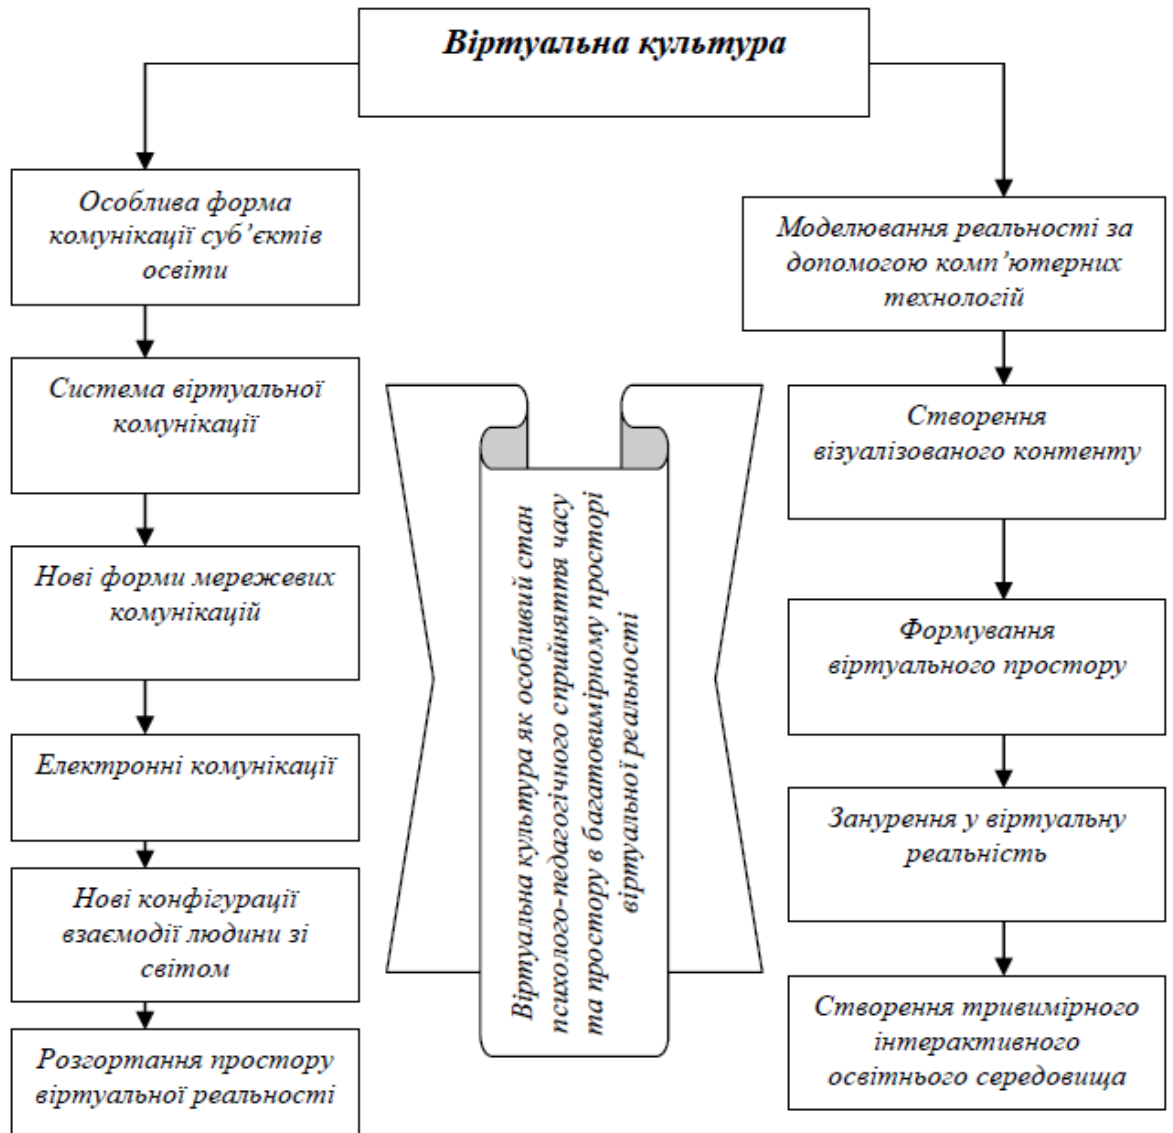 Віртуальна культура
Особлива форма
комунікації суб’єктів
освіти
Система віртуальної
комунікації
Нові форми мережевих
комунікацій
Електронні комунікації
Нові конфігурації
взаємодії людини зі
світом
Розгортання простору
віртуальної реальності
Віртуальна культура як особливий стан
психолого-педагогічного сприйняття часу
та простору в багатовимірному просторі
віртуальної реальності
Моделювання реальності за
допомогою комп’ютерних
технологій
Створення
візуалізованого контенту
Формування
віртуального простору
Занурення у віртуальну
реальність
Створення тривимірного
інтерактивного
освітнього середовища